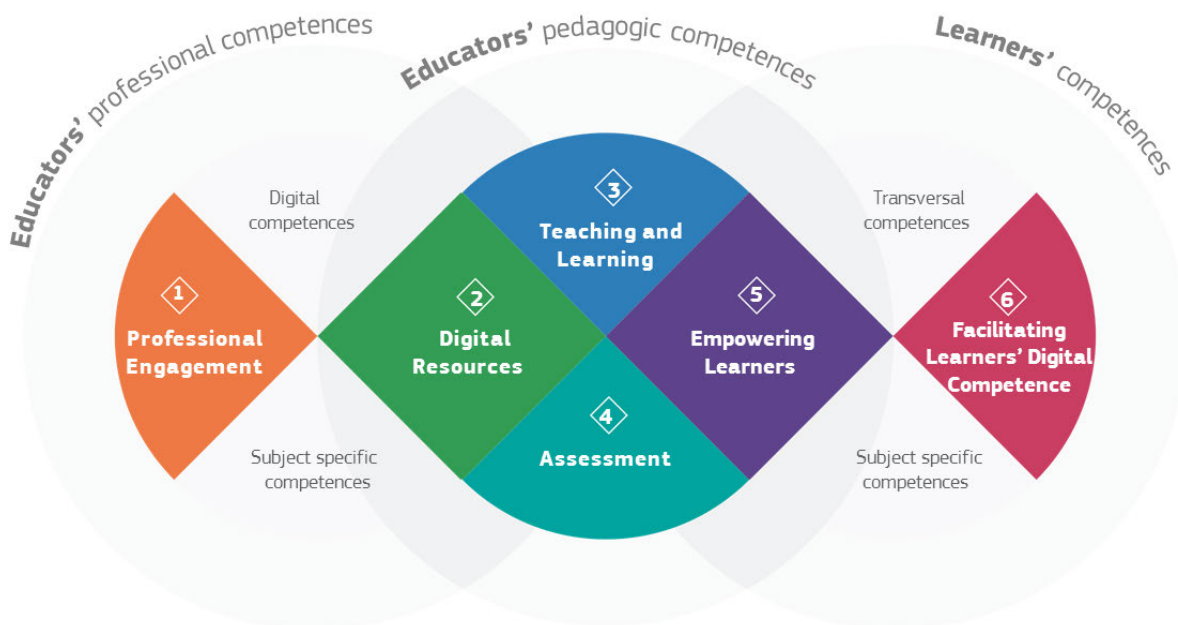 Educators’ professional competences
Educators’ pedagogic competences
Learners’ competences
Digital
competences
Transversal
competences
1
Professional
Engagement
2
Digital
Resources
3
Teaching and
Learning
4
Assessment
5
Empowering
Learners
6
Facilitating
Learners’ Digital
Competence
Subject specific
competences
Subject specific
competences